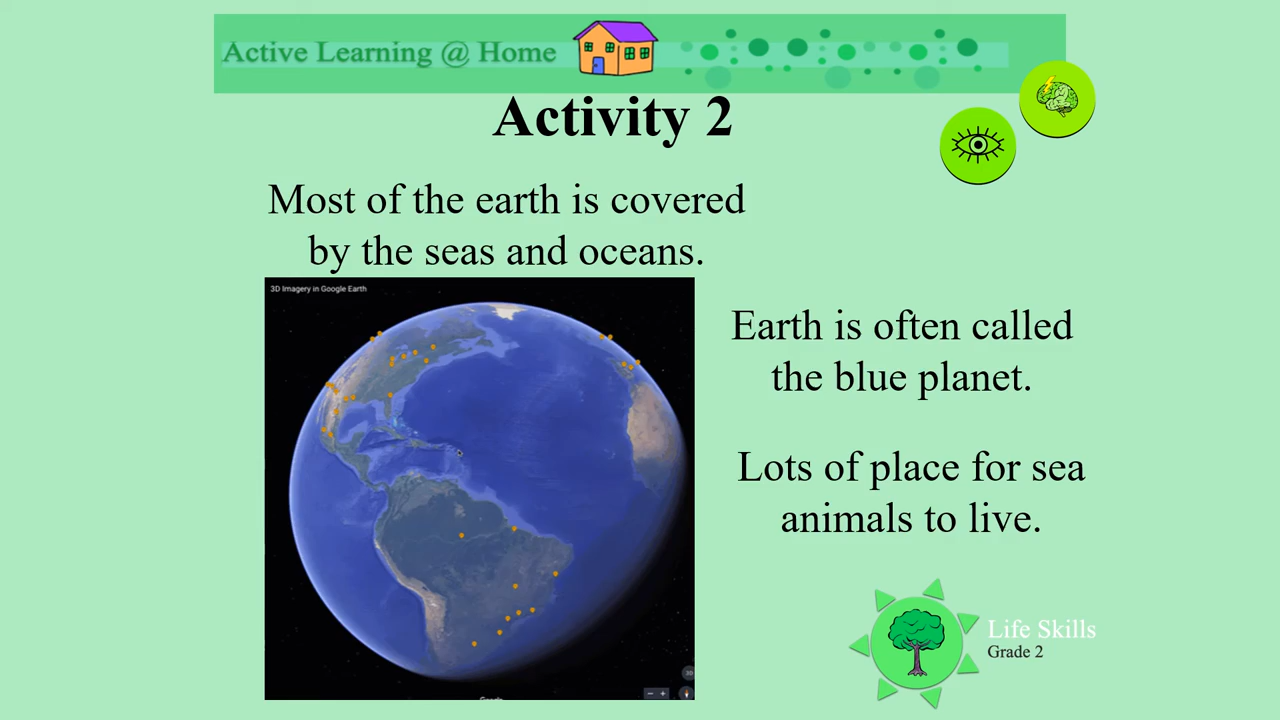 Active Learning @ Home
Activity 2
Most of the earth is covered
by the seas and oceans.
3D Imagery in Google Earth
Earth is often called
the blue planet.
Lots of place for sea
animals to live.
Life Skills
Grade 2
3D